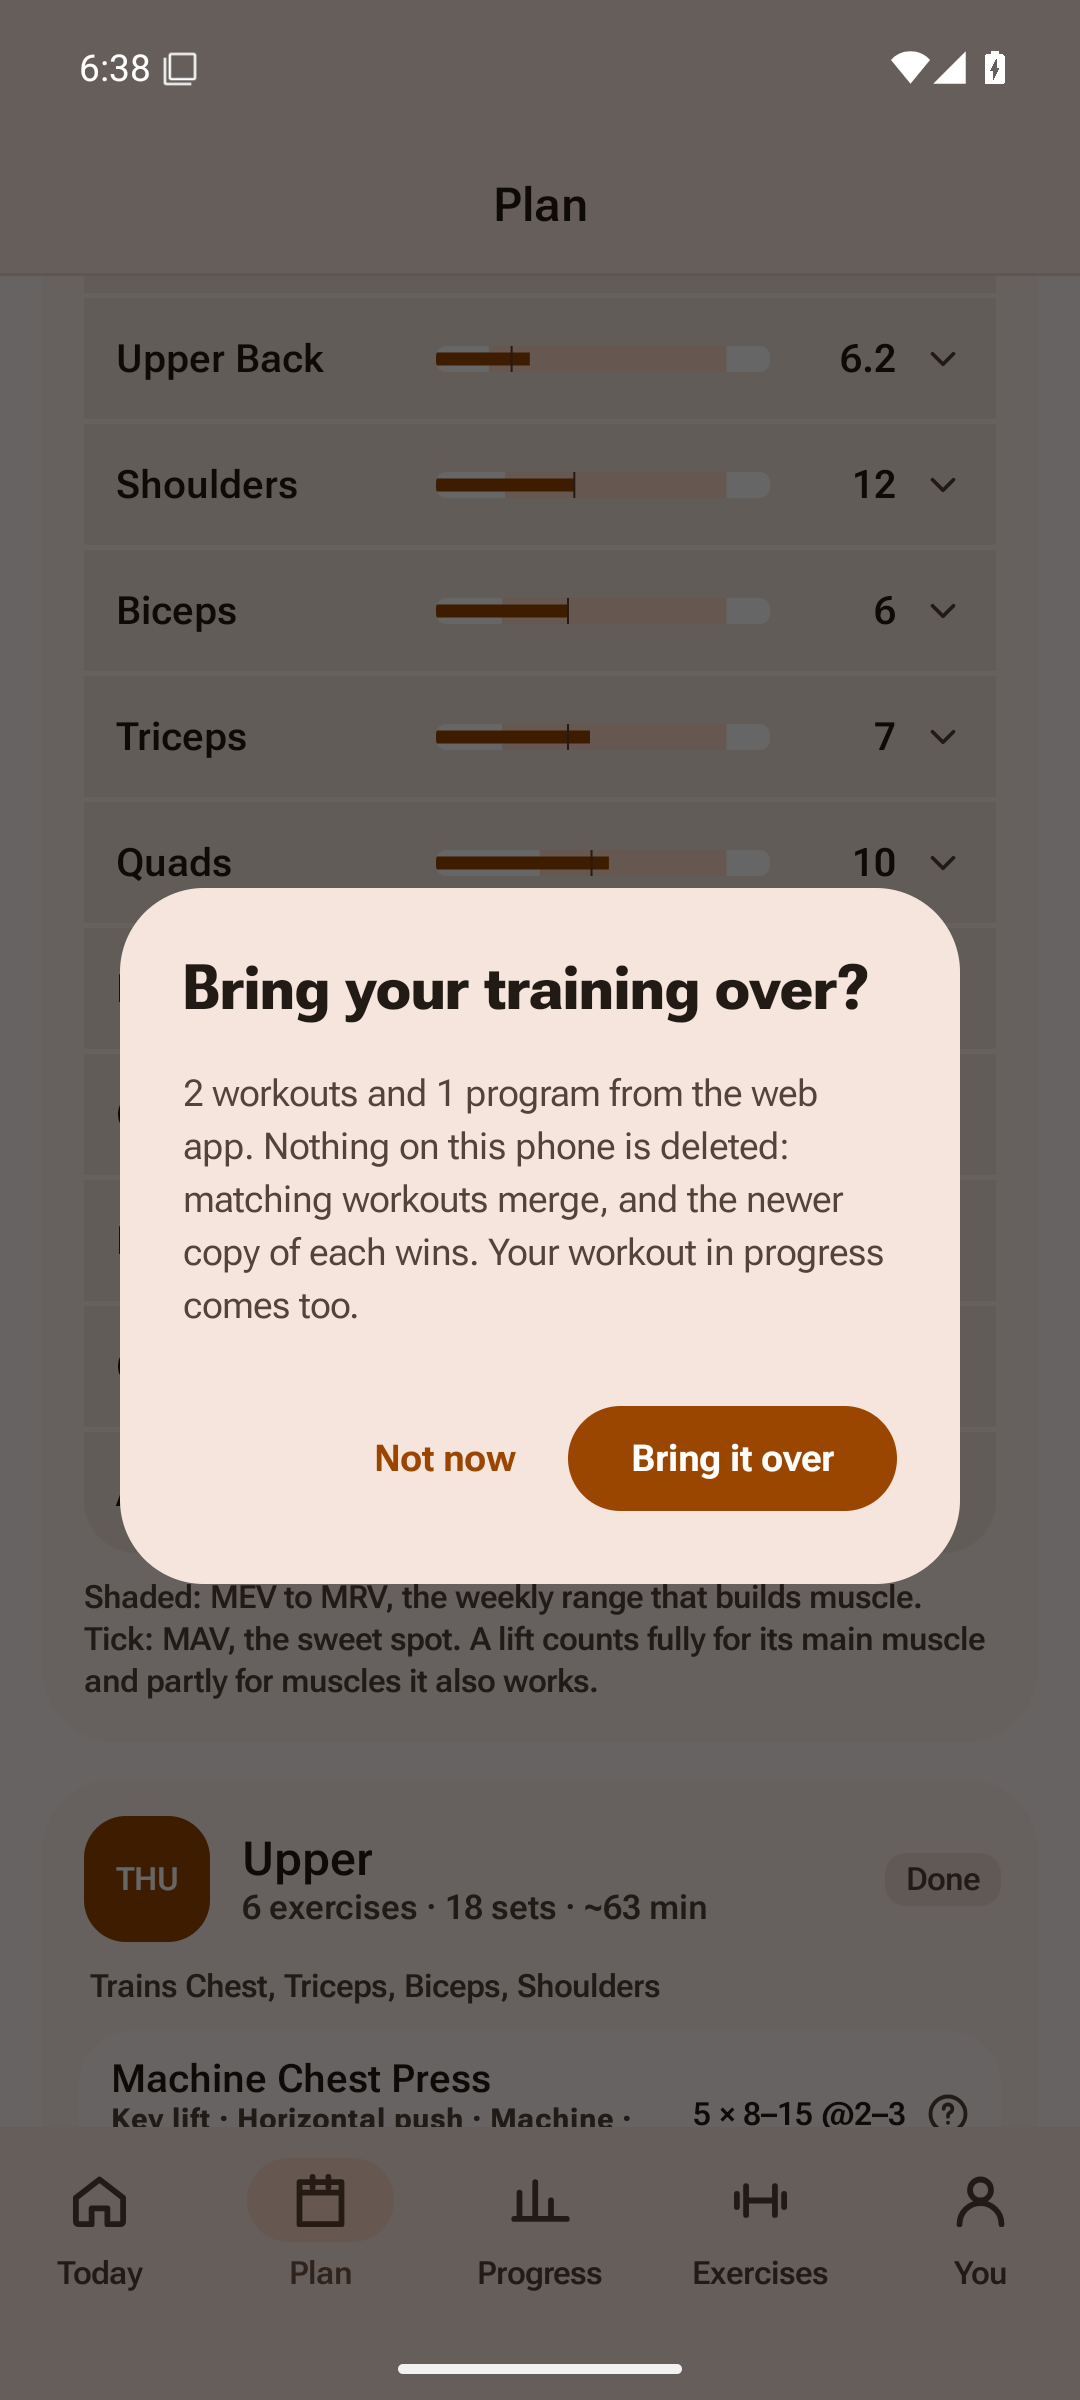 6:38
Plan
Upper Back 6.2
Shoulders 12
Biceps 6
Triceps 7
Quads 10
Bring your training over?
2 workouts and 1 program from the web
app. Nothing on this phone is deleted:
matching workouts merge, and the newer
copy of each wins. Your workout in progress
comes too.
Not now Bring it over
Shaded: MEV to MRV, the weekly range that builds muscle.
Tick: MAV, the sweet spot. A lift counts fully for its main muscle
and partly for muscles it also works.
THU Upper Done
6 exercises · 18 sets · ~63 min
Trains Chest, Triceps, Biceps, Shoulders
Machine Chest Press
Key lift · Horizontal push · Machine · 5 × 8–15 @2–3
Today Plan Progress Exercises You